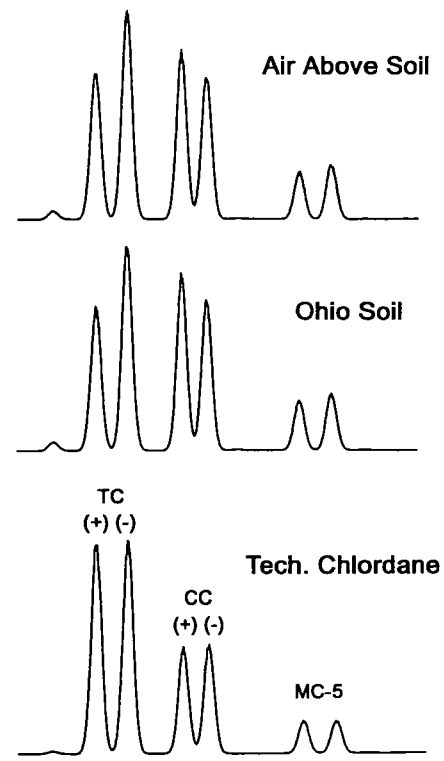 Air Above Soil
Ohio Soil
TC
(+) (-)
Tech. Chlordane
CC
(+) (-)
MC-5